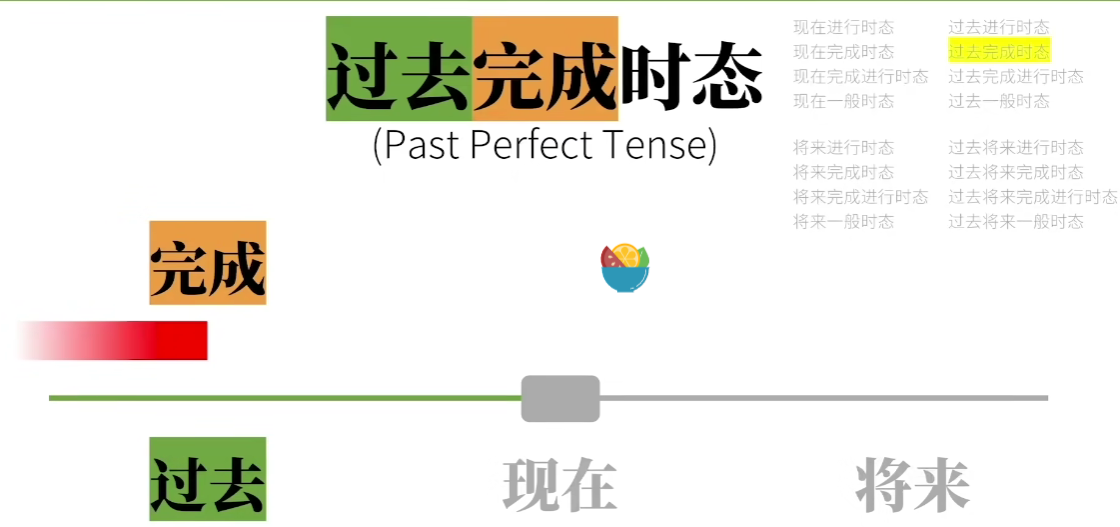 过去完成时态
(Past Perfect Tense)
现在进行时态 过去进行时态
现在完成时态 过去完成时态
现在完成进行时态 过去完成进行时态
现在一般时态 过去一般时态
将来进行时态 过去将来进行时态
将来完成时态 过去将来完成时态
将来完成进行时态 过去将来完成进行时态
将来一般时态 过去将来一般时态
完成
过去 现在 将来